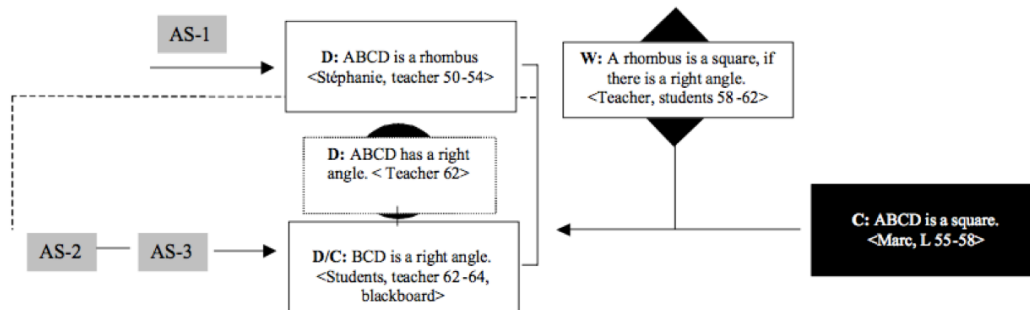 AS-1
D: ABCD is a rhombus
<Stéphanie, teacher 50-54>
W: A rhombus is a square, if
there is a right angle.
<Teacher, students 58-62>
D: ABCD has a right
angle. < Teacher 62>
C: ABCD is a square.
<Marc, L 55-58>
AS-2
AS-3
D/C: BCD is a right angle.
<Students, teacher 62-64,
blackboard>